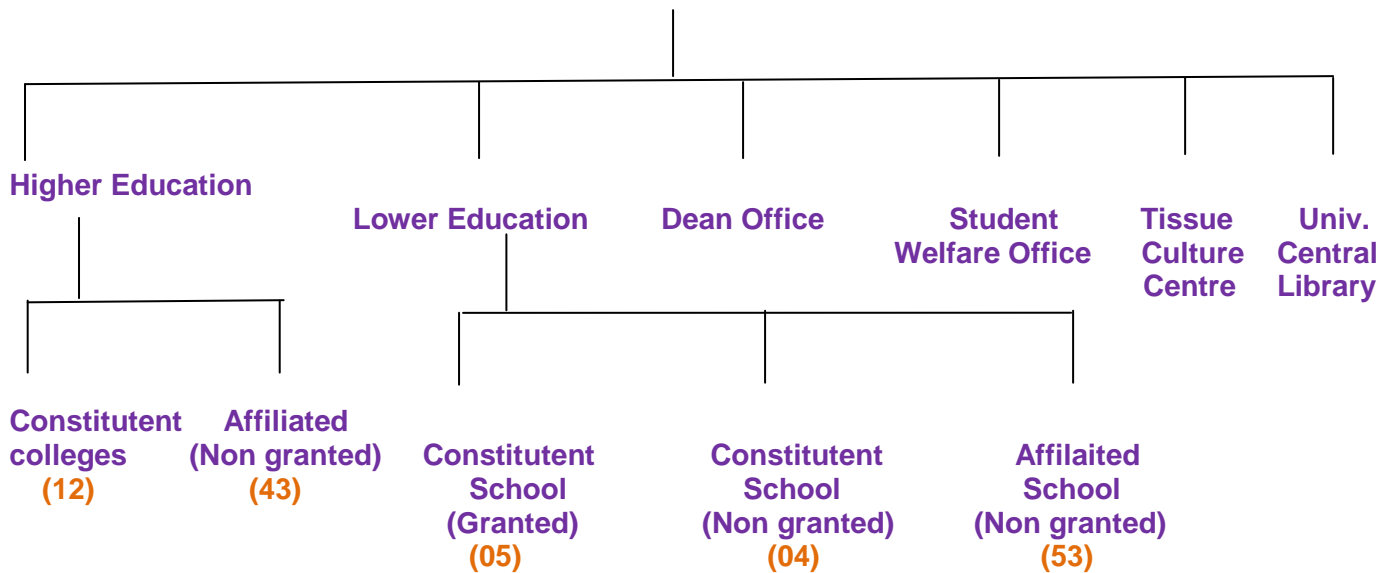 Higher Education
Lower Education
Dean Office
Student
Welfare Office
Tissue
Culture
Centre
Univ.
Central
Library
Constitutent
colleges
(12)
Affiliated
(Non granted)
(43)
Constitutent
School
(Granted)
(05)
Constitutent
School
(Non granted)
(04)
Affilaited
School
(Non granted)
(53)